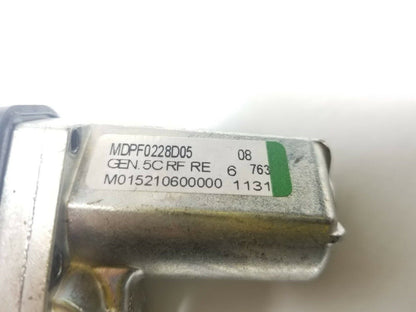 MDPF0228D05 08
GEN. 5C RF RE 6 763
M015210600000 1131